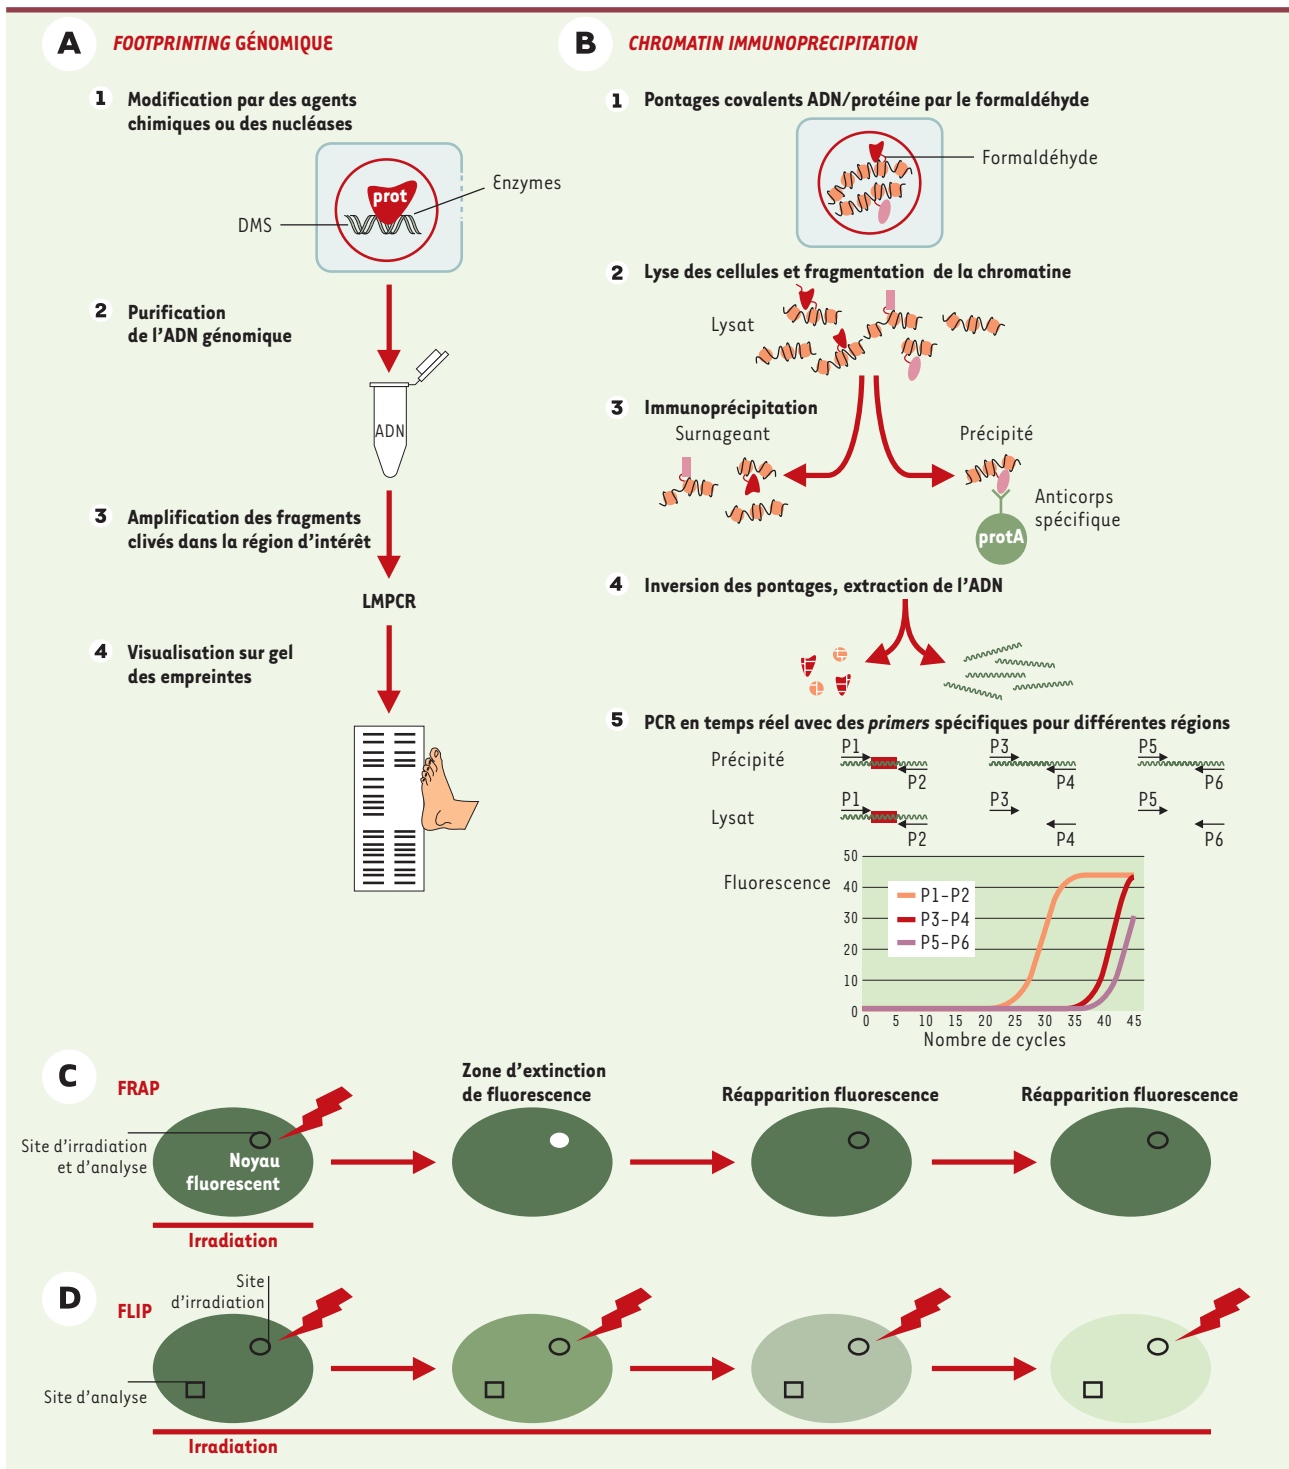 A
FOOTPRINTING GÉNOMIQUE
1 Modification par des agents
chimiques ou des nucléases
prot
Enzymes
DMS
2 Purification
de l'ADN génomique
ADN
3 Amplification des fragments
clivés dans la région d'intérêt
LMPCR
4 Visualisation sur gel
des empreintes
B
CHROMATIN IMMUNOPRECIPITATION
1 Pontages covalents ADN/protéine par le formaldéhyde
Formaldéhyde
2 Lyse des cellules et fragmentation de la chromatine
Lysat
3 Immunoprécipitation
Surnageant
Précipité
Anticorps
spécifique
protA
4 Inversion des pontages, extraction de l'ADN
5 PCR en temps réel avec des primers spécifiques pour différentes régions
Précipité
P1 P3 P5
P2 P4 P6
Lysat
P1 P3 P5
P2 P4 P6
Fluorescence
50
40
30
20
10
0
P1–P2
P3–P4
P5–P6
0 5 10 15 20 25 30 35 40 45
Nombre de cycles
C
FRAP
Site d'irradiation
et d'analyse
Noyau
fluorescent
Irradiation
Zone d'extinction
de fluorescence
Réapparition fluorescence
Réapparition fluorescence
D
FLIP
Site
d'irradiation
Site d'analyse
Irradiation